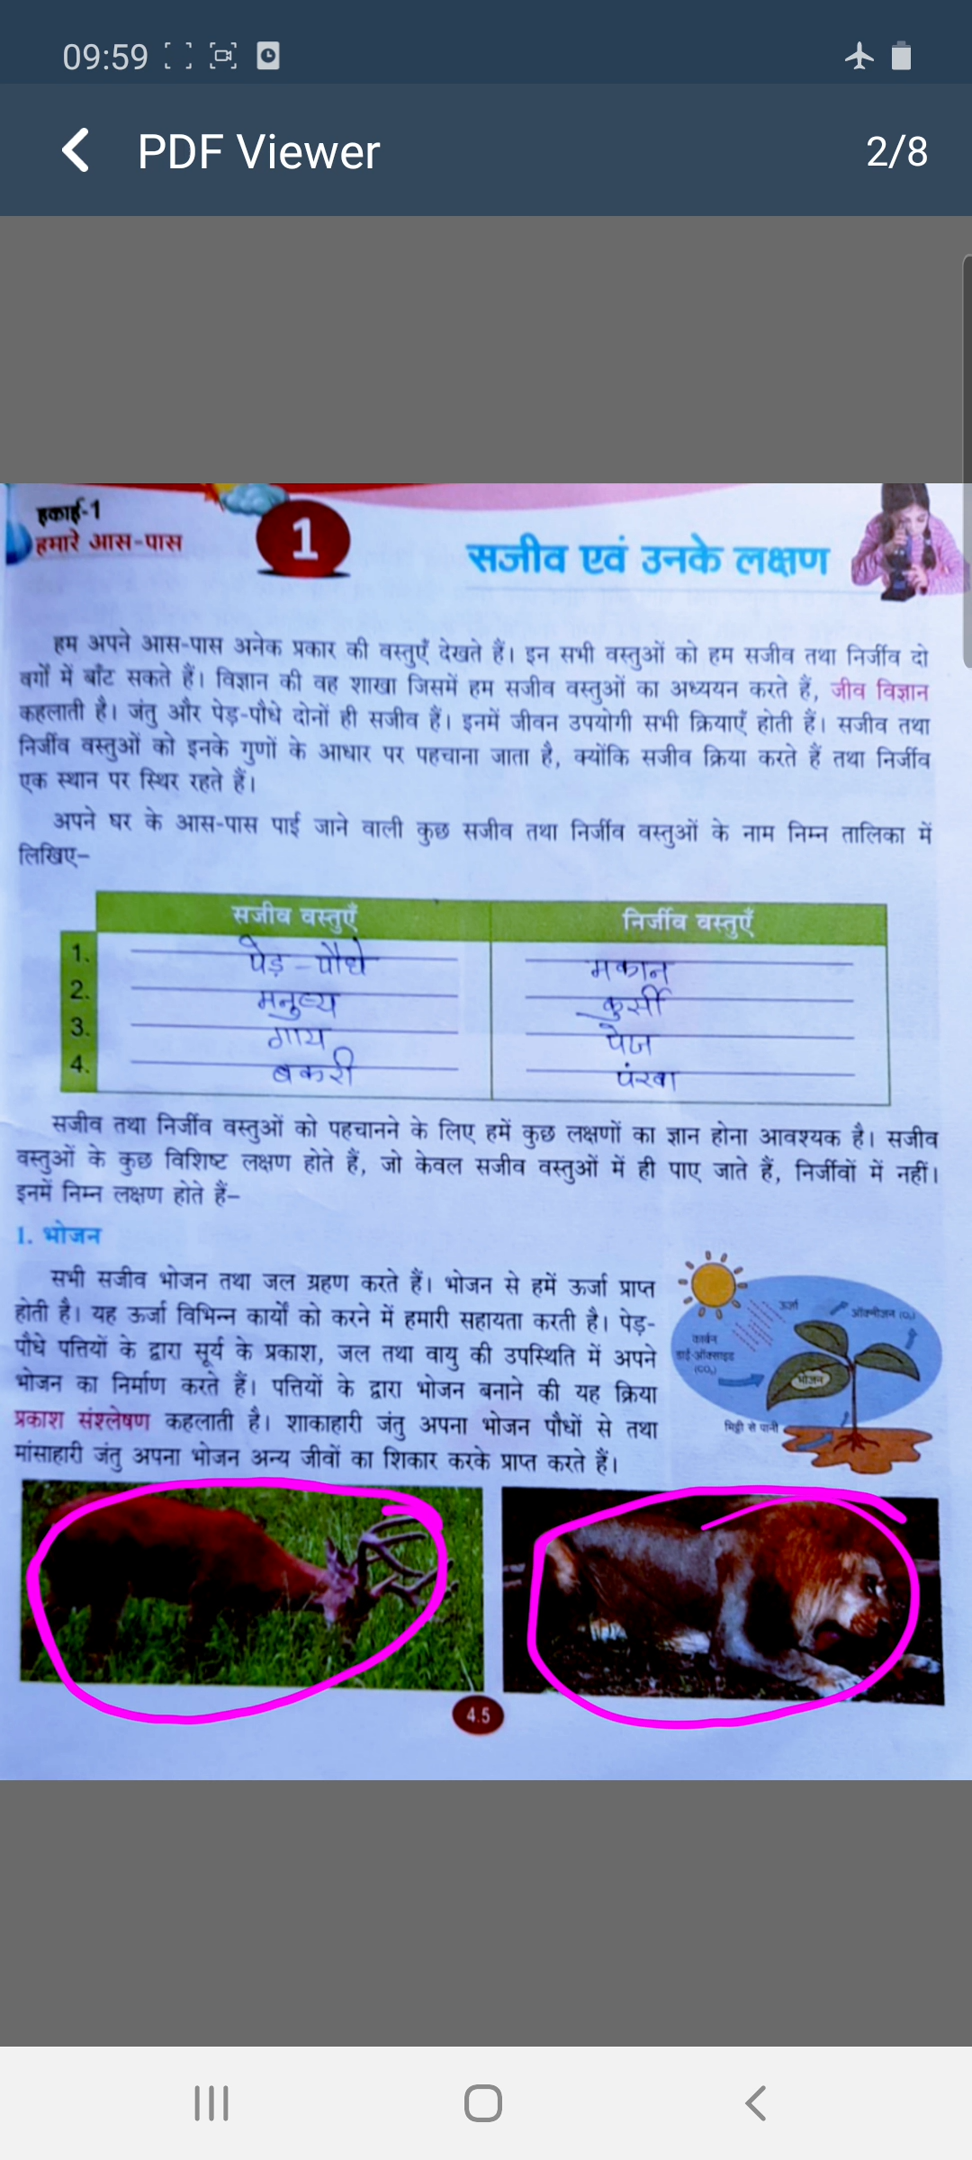 09:59
PDF Viewer
2/8
इकाई-1
हमारे आस-पास
1
सजीव एवं उनके लक्षण
हम अपने आस-पास अनेक प्रकार की वस्तुएँ देखते हैं। इन सभी वस्तुओं को हम सजीव तथा निर्जीव दो
वर्गों में बाँट सकते हैं। विज्ञान की वह शाखा जिसमें हम सजीव वस्तुओं का अध्ययन करते हैं, जीव विज्ञान
कहलाती है। जंतु और पेड़-पौधे दोनों ही सजीव हैं। इनमें जीवन उपयोगी सभी क्रियाएँ होती हैं। सजीव तथा
निर्जीव वस्तुओं को इनके गुणों के आधार पर पहचाना जाता है, क्योंकि सजीव क्रिया करते हैं तथा निर्जीव
एक स्थान पर स्थिर रहते हैं।
अपने घर के आस-पास पाई जाने वाली कुछ सजीव तथा निर्जीव वस्तुओं के नाम निम्न तालिका में
लिखिए-
सजीव वस्तुएँ निर्जीव वस्तुएँ
1. पेड़-पौधे मकान
2. मनुष्य कुर्सी
3. गाय पेज
4. बकरी पंखा
सजीव तथा निर्जीव वस्तुओं को पहचानने के लिए हमें कुछ लक्षणों का ज्ञान होना आवश्यक है। सजीव
वस्तुओं के कुछ विशिष्ट लक्षण होते हैं, जो केवल सजीव वस्तुओं में ही पाए जाते हैं, निर्जीवों में नहीं।
इनमें निम्न लक्षण होते हैं-
1. भोजन
सभी सजीव भोजन तथा जल ग्रहण करते हैं। भोजन से हमें ऊर्जा प्राप्त
होती है। यह ऊर्जा विभिन्न कार्यों को करने में हमारी सहायता करती है। पेड़-
पौधे पत्तियों के द्वारा सूर्य के प्रकाश, जल तथा वायु की उपस्थिति में अपने
भोजन का निर्माण करते हैं। पत्तियों के द्वारा भोजन बनाने की यह क्रिया
प्रकाश संश्लेषण कहलाती है। शाकाहारी जंतु अपना भोजन पौधों से तथा
मांसाहारी जंतु अपना भोजन अन्य जीवों का शिकार करके प्राप्त करते हैं।
ऊर्जा
ऑक्सीजन (O₂)
कार्बन
डाई-ऑक्साइड
(CO₂)
भोजन
मिट्टी से पानी
4.5